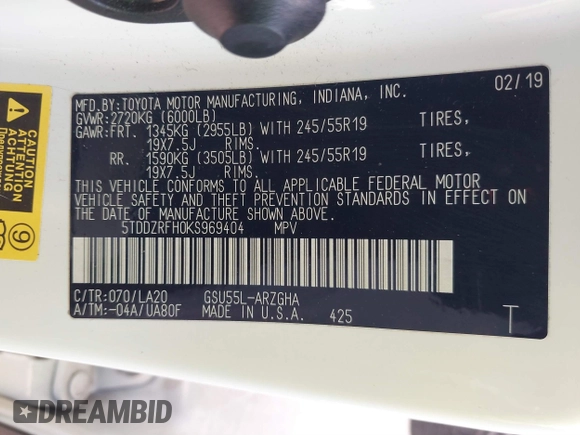 MFD.BY:TOYOTA MOTOR MANUFACTURING, INDIANA, INC. 02/19
GVWR:2720KG (6000LB)
GAWR:FRT. 1345KG (2955LB) WITH 245/55R19 TIRES,
19X7.5J RIMS.
RR. 1590KG (3505LB) WITH 245/55R19 TIRES,
19X7.5J RIMS.
THIS VEHICLE CONFORMS TO ALL APPLICABLE FEDERAL MOTOR
VEHICLE SAFETY AND THEFT PREVENTION STANDARDS IN EFFECT ON
THE DATE OF MANUFACTURE SHOWN ABOVE.
5TDDZRFH0KS969404 MPV
C/TR:070/LA20 GSU55L-ARZGHA
A/TM:-04A/UA80F MADE IN U.S.A. 425
T
CAUTION
ATTENTION
ACHTUNG
9
DREAMBID